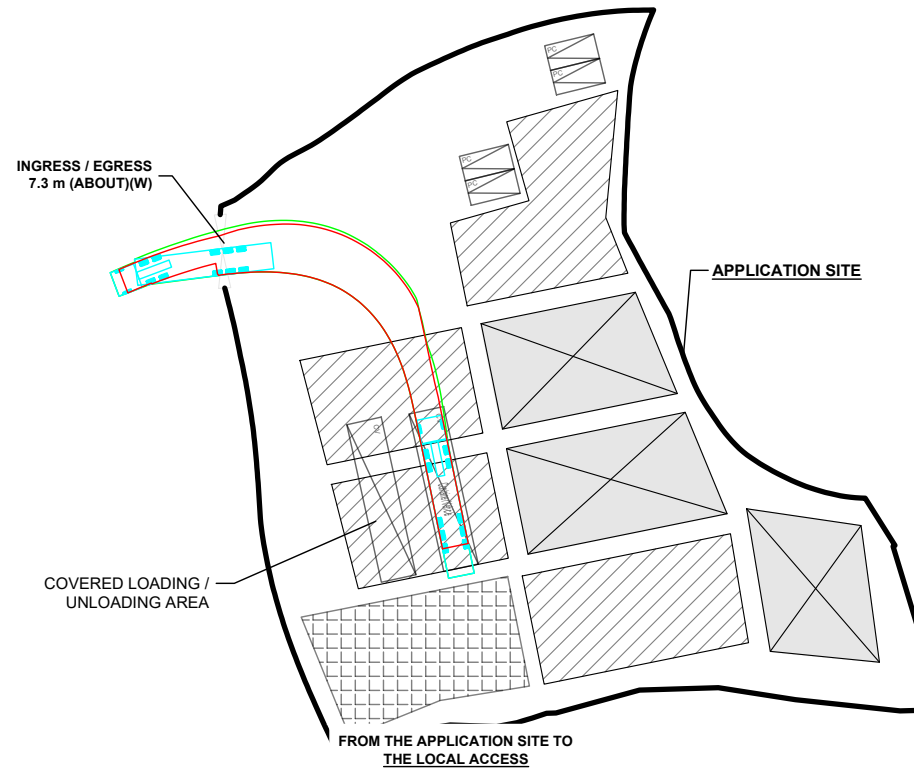 PC
PC
PC
PC
INGRESS / EGRESS
7.3 m (ABOUT)(W)
APPLICATION SITE
CV
COVERED LOADING /
UNLOADING AREA
FROM THE APPLICATION SITE TO
THE LOCAL ACCESS